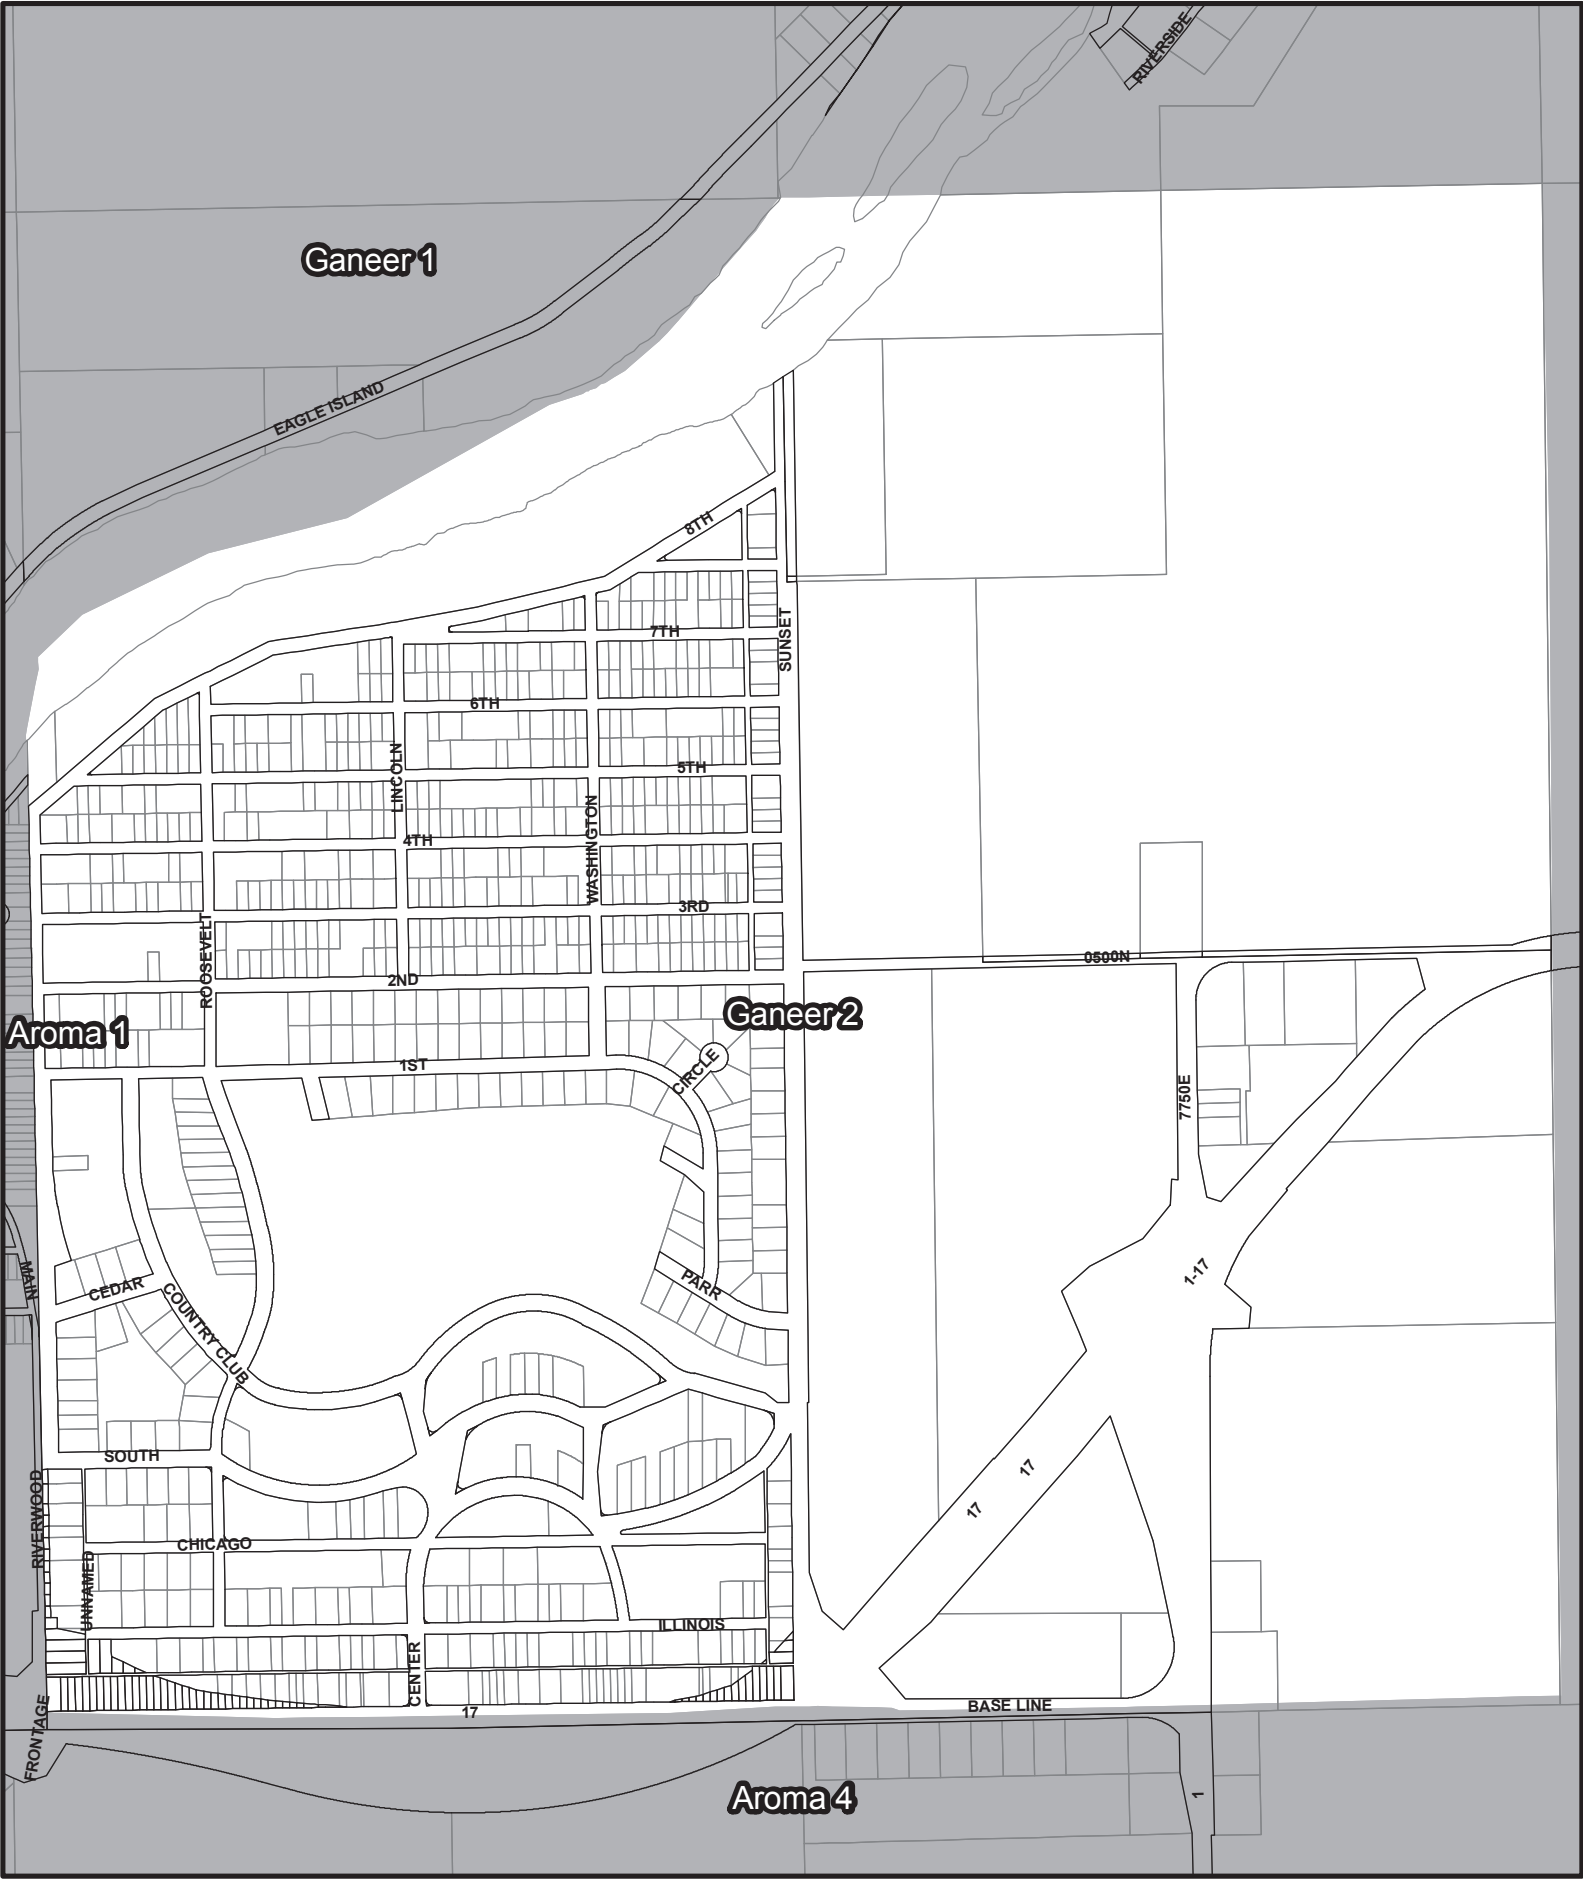 RIVERSIDE
Ganeer 1
EAGLE ISLAND
8TH
7TH
SUNSET
6TH
LINCOLN
5TH
WASHINGTON
4TH
3RD
ROOSEVELT
0500N
2ND
Ganeer 2
Aroma 1
1ST
CIRCLE
7750E
MAIN
CEDAR
PARR
1-17
COUNTRY CLUB
SOUTH
17
17
RIVERWOOD
CHICAGO
UNNAMED
ILLINOIS
CENTER
BASE LINE
17
FRONTAGE
Aroma 4
1